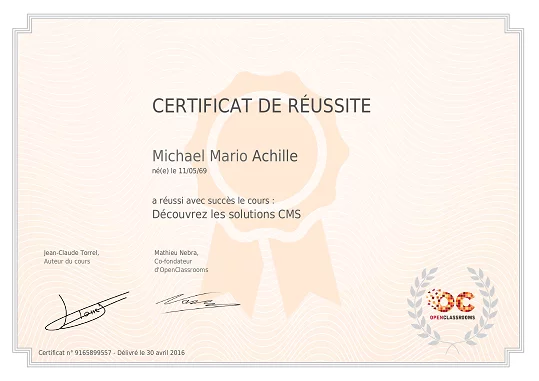 CERTIFICAT DE RÉUSSITE
Michael Mario Achille
né(e) le 11/05/69
a réussi avec succès le cours :
Découvrez les solutions CMS
Jean-Claude Torrel,
Auteur du cours
Mathieu Nebra,
Co-fondateur
d'OpenClassrooms
OC
OPENCLASSROOMS
Certificat n° 9165899557 - Délivré le 30 avril 2016